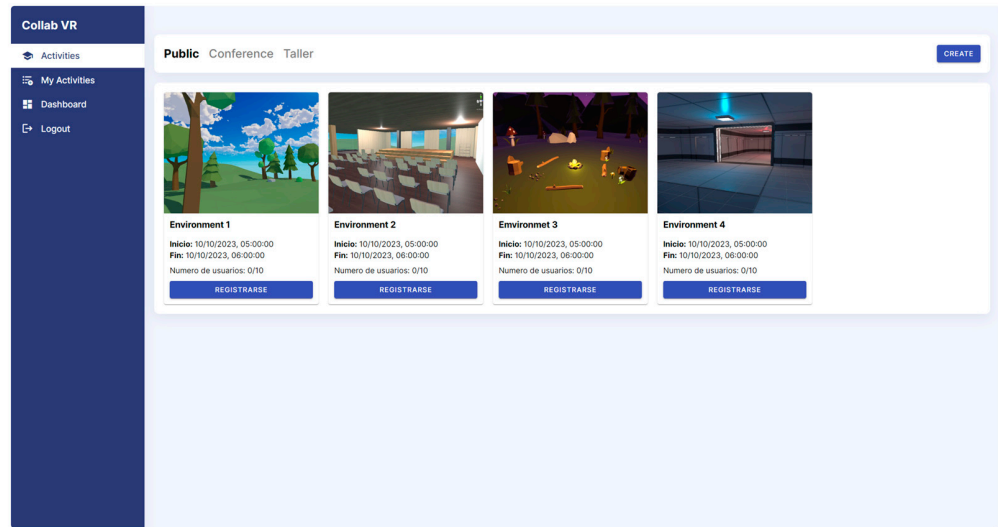 Collab VR
Activities
My Activities
Dashboard
Logout
Public Conference Taller
CREATE
Environment 1
Inicio: 10/10/2023, 05:00:00
Fin: 10/10/2023, 06:00:00
Numero de usuarios: 0/10
REGISTRARSE
Environment 2
Inicio: 10/10/2023, 05:00:00
Fin: 10/10/2023, 06:00:00
Numero de usuarios: 0/10
REGISTRARSE
Emvironmet 3
Inicio: 10/10/2023, 05:00:00
Fin: 10/10/2023, 06:00:00
Numero de usuarios: 0/10
REGISTRARSE
Environment 4
Inicio: 10/10/2023, 05:00:00
Fin: 10/10/2023, 06:00:00
Numero de usuarios: 0/10
REGISTRARSE